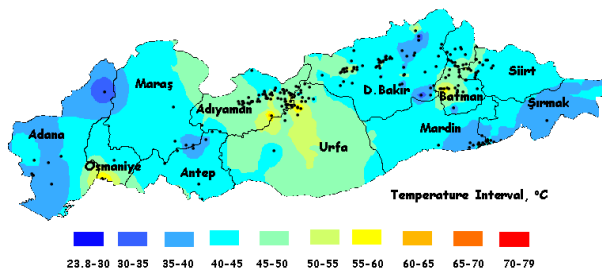 Maraş
Siirt
D.Bakır
Batman
Adıyaman
Şırnak
Adana
Mardin
Urfa
Osmaniye
Antep
Temperature Interval, °C
23.8-30 30-35 35-40 40-45 45-50 50-55 55-60 60-65 65-70 70-79